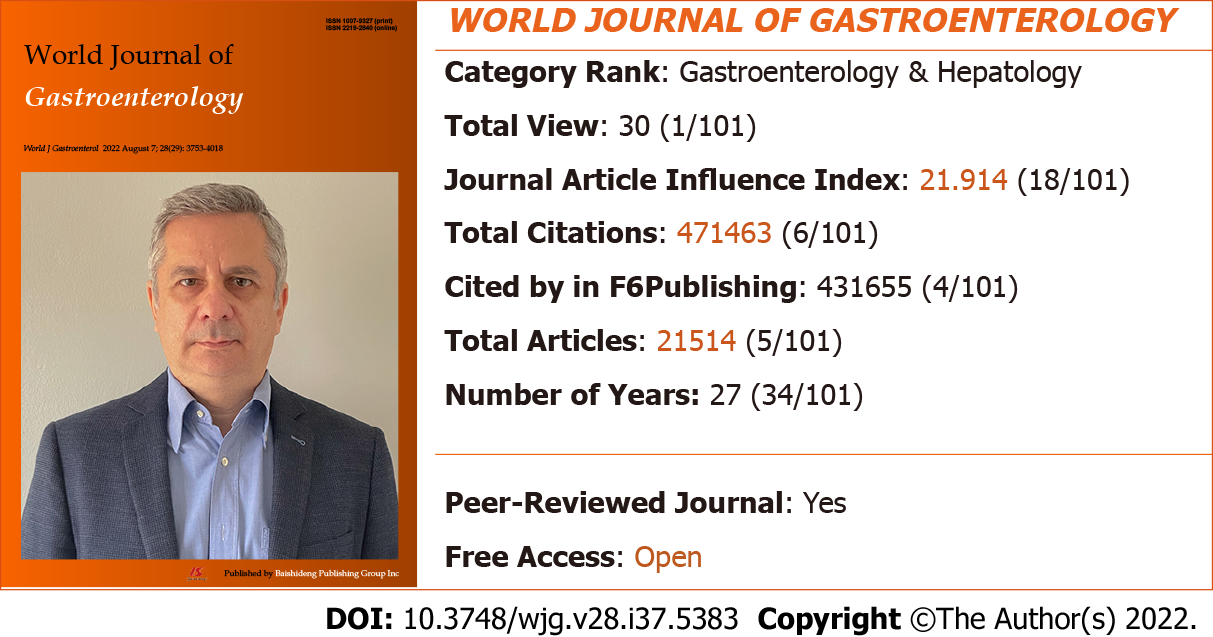 ISSN 1007-9327 (print)
ISSN 2219-2840 (online)
World Journal of
Gastroenterology
World J Gastroenterol 2022 August 7; 28(29): 3753-4018
Published by Baishideng Publishing Group Inc
WORLD JOURNAL OF GASTROENTEROLOGY
Category Rank: Gastroenterology & Hepatology
Total View: 30 (1/101)
Journal Article Influence Index: 21.914 (18/101)
Total Citations: 471463 (6/101)
Cited by in F6Publishing: 431655 (4/101)
Total Articles: 21514 (5/101)
Number of Years: 27 (34/101)
Peer-Reviewed Journal: Yes
Free Access: Open
DOI: 10.3748/wjg.v28.i37.5383 Copyright ©The Author(s) 2022.